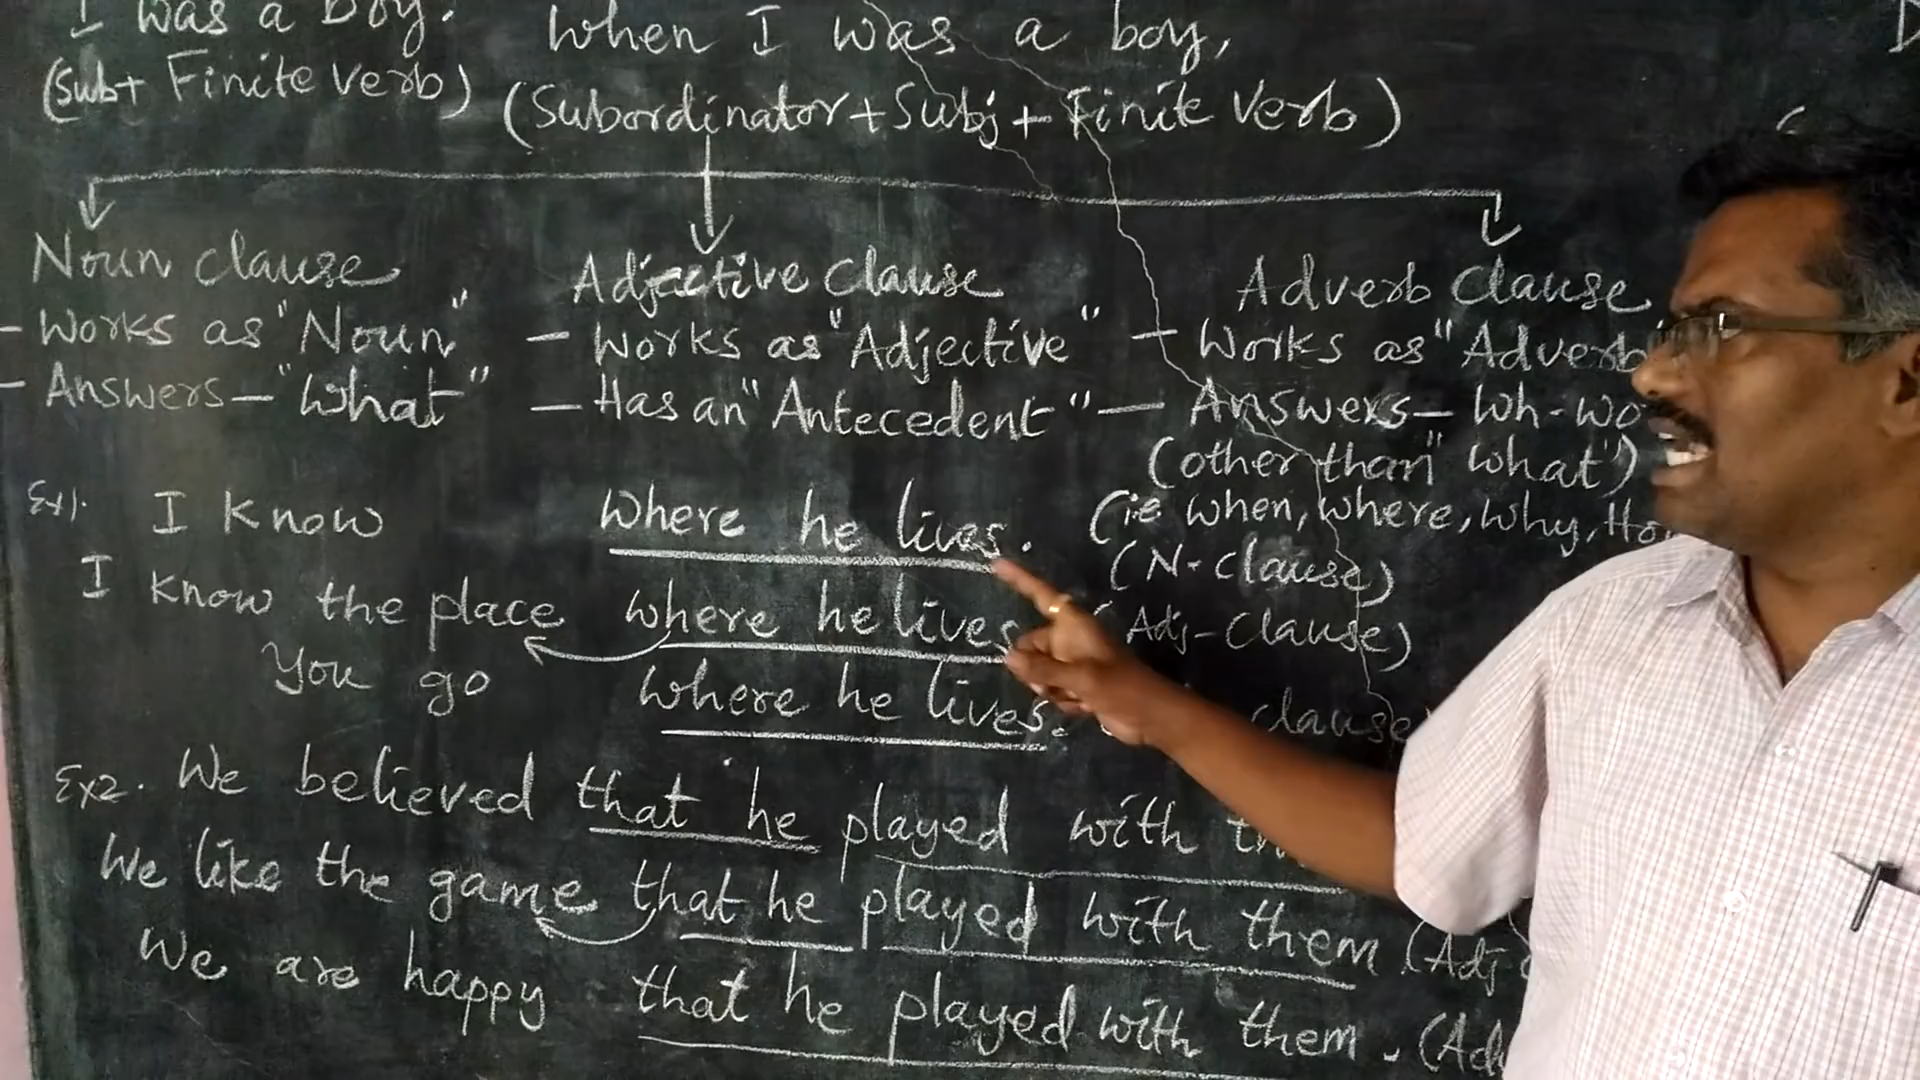 I was a boy.
When I was a boy,
(Sub+ Finite Verb)
(Subordinator+Subj+Finite Verb)
Noun clause
- Works as "Noun"
- Answers- "What"
Adjective Clause
- Works as "Adjective"
- Has an "Antecedent"
Adverb Clause
- Works as "Adverb
- Answers- Wh-wo
(other than "what")
(ie when, where, why, Ho
Ex1. I know where he lives. (N-clause)
I know the place where he lives (Adj-clause)
You go where he lives. clause
Ex2. We believed that he played with
We like the game that he played with them (Adj
We are happy that he played with them. (Adv